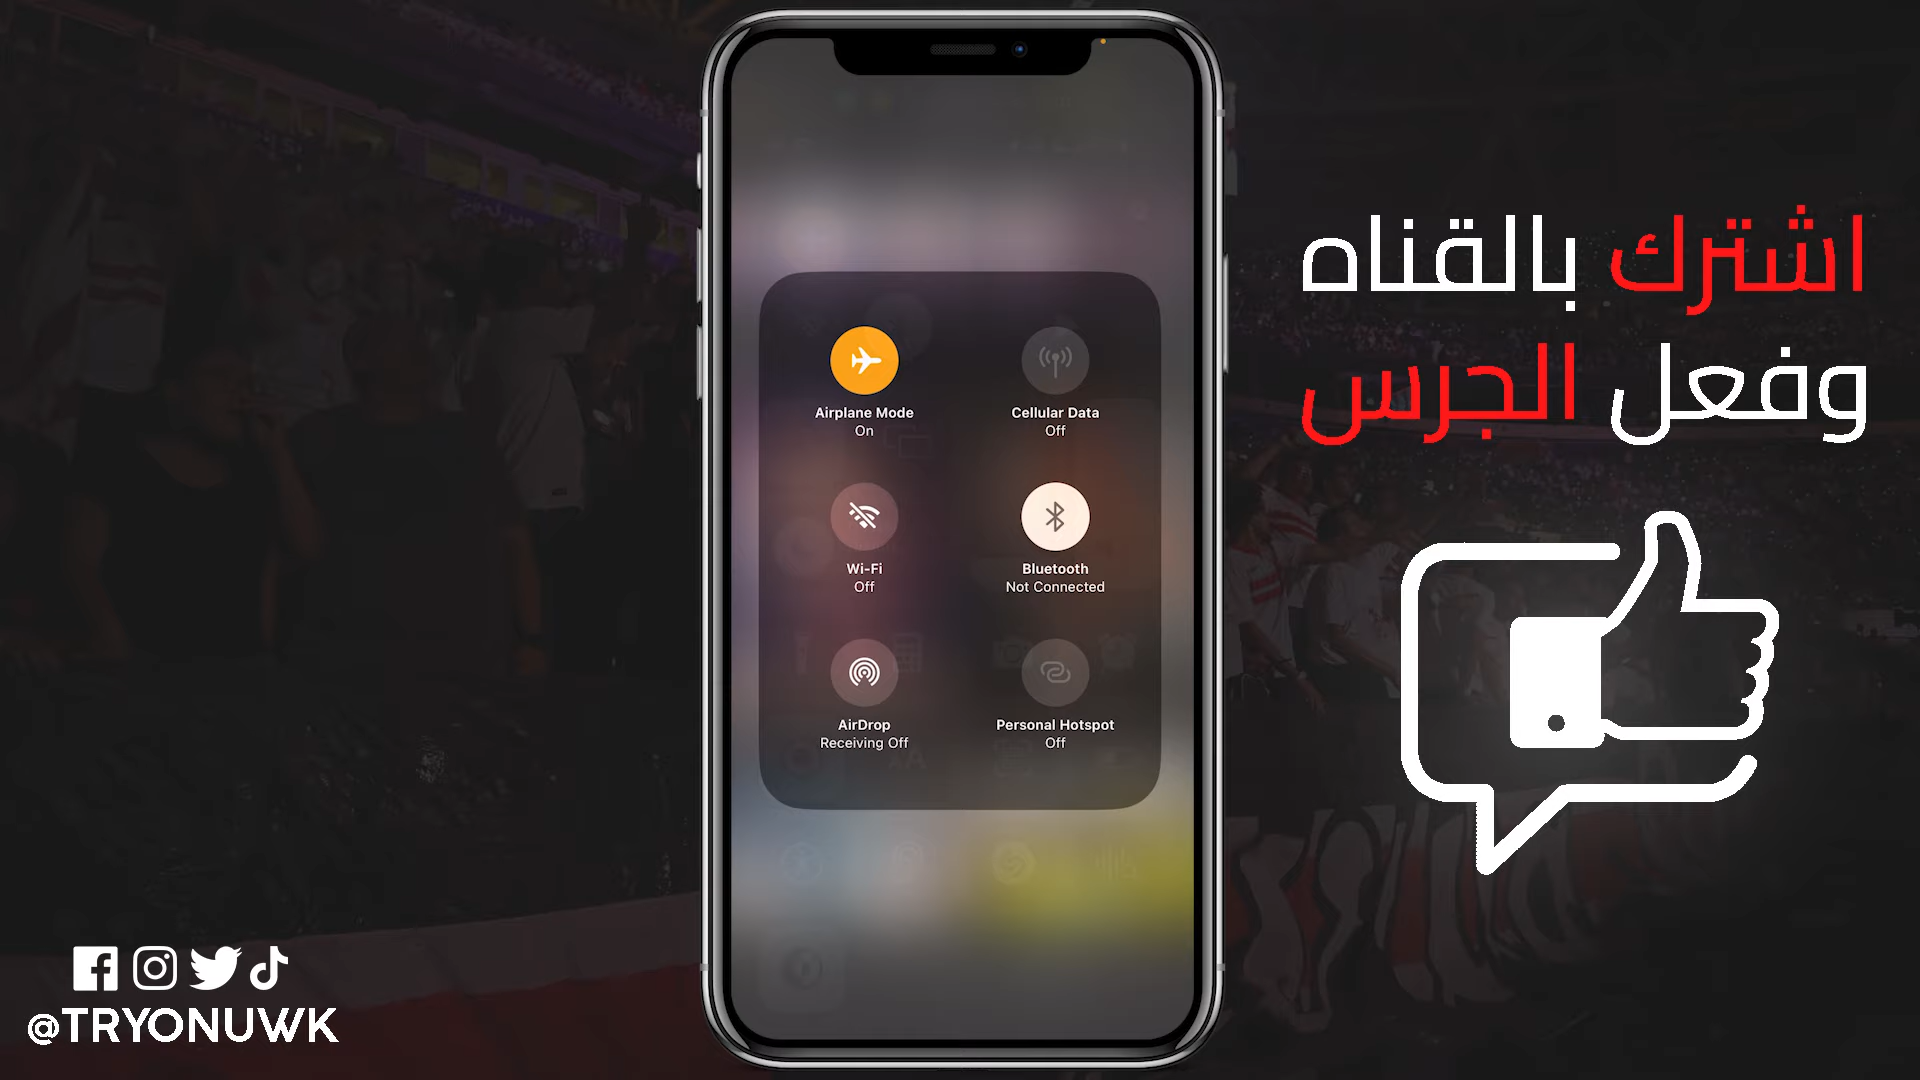 Airplane Mode
On
Cellular Data
Off
Wi-Fi
Off
Bluetooth
Not Connected
AirDrop
Receiving Off
Personal Hotspot
Off
اشترك بالقناه
وفعل الجرس
@TRYONUWK